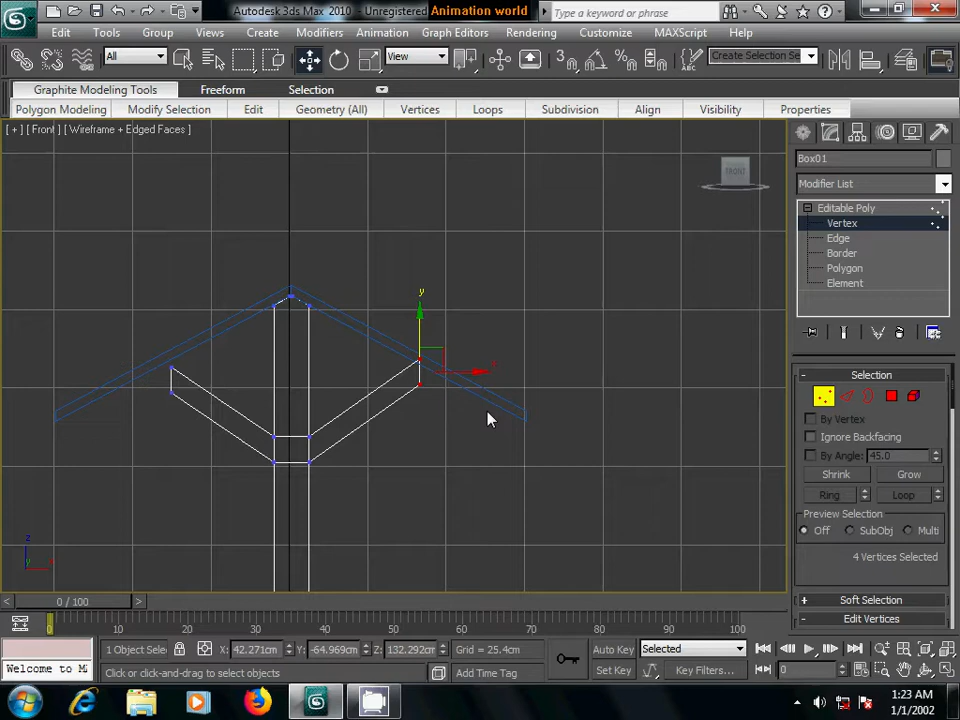 Autodesk 3ds Max 2010 - Unregistered
Animation world
Type a keyword or phrase
Edit Tools Group Views Create Modifiers Animation Graph Editors Rendering Customize MAXScript Help
All View Create Selection Se
Graphite Modeling Tools Freeform Selection
Polygon Modeling Modify Selection Edit Geometry (All) Vertices Loops Subdivision Align Visibility Properties
[ + ] [ Front ] [ Wireframe + Edged Faces ]
FRONT
Box01
Modifier List
Editable Poly
Vertex
Edge
Border
Polygon
Element
Selection
By Vertex
Ignore Backfacing
By Angle: 45.0
Shrink Grow
Ring Loop
Preview Selection
Off SubObj Multi
4 Vertices Selected
Soft Selection
Edit Vertices
y
x
z
x
y
0 / 100
0 10 20 30 40 50 60 70 80 90 100
1 Object Selec X: 42.271cm Y: -64.969cm Z: 132.292cm Grid = 25.4cm Auto Key Selected
Welcome to M Click or click-and-drag to select objects Add Time Tag Set Key Key Filters... 0
1:23 AM
1/1/2002